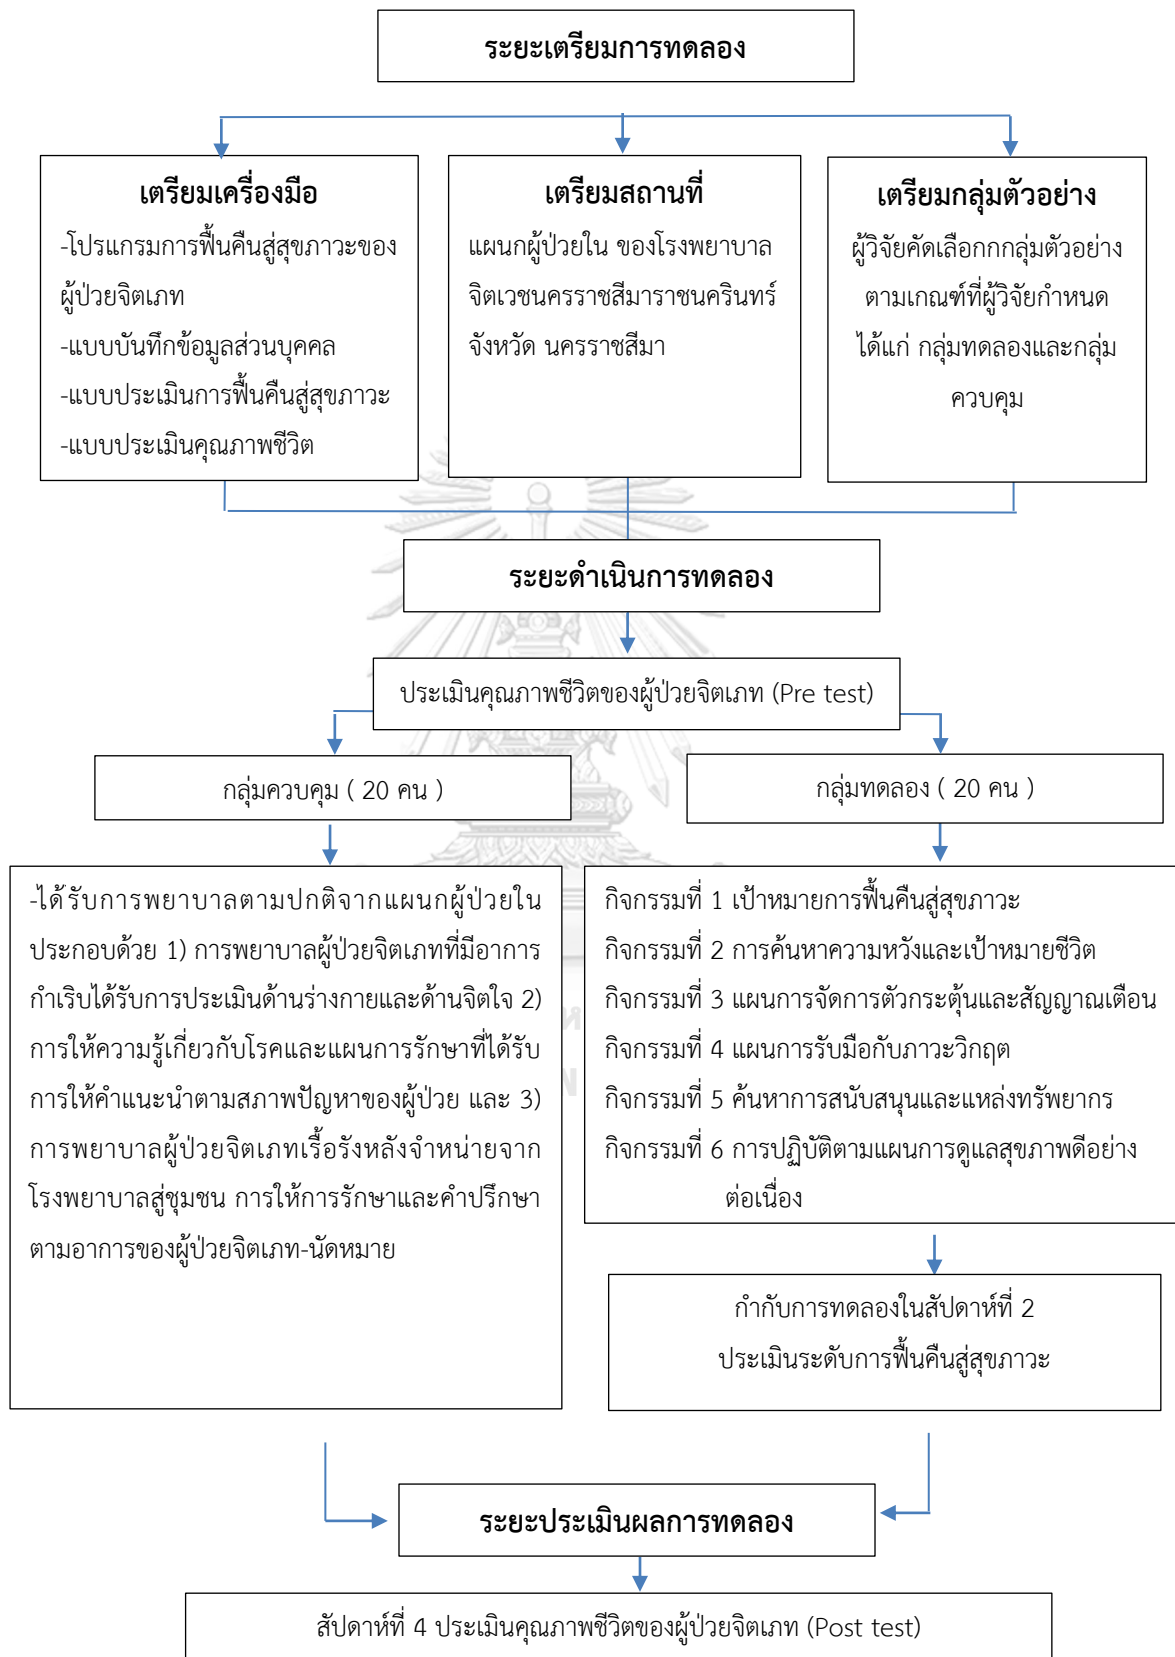 ระยะเตรียมการทดลอง
เตรียมเครื่องมือ
-โปรแกรมการฟื้นคืนสู่สุขภาวะของ
ผู้ป่วยจิตเภท
-แบบบันทึกข้อมูลส่วนบุคคล
-แบบประเมินการฟื้นคืนสู่สุขภาวะ
-แบบประเมินคุณภาพชีวิต
เตรียมสถานที่
แผนกผู้ป่วยใน ของโรงพยาบาล
จิตเวชนครราชสีมาราชนครินทร์
จังหวัด นครราชสีมา
เตรียมกลุ่มตัวอย่าง
ผู้วิจัยคัดเลือกกกลุ่มตัวอย่าง
ตามเกณฑ์ที่ผู้วิจัยกำหนด
ได้แก่ กลุ่มทดลองและกลุ่ม
ควบคุม
ระยะดำเนินการทดลอง
ประเมินคุณภาพชีวิตของผู้ป่วยจิตเภท (Pre test)
กลุ่มควบคุม ( 20 คน )
กลุ่มทดลอง ( 20 คน )
-ได้รับการพยาบาลตามปกติจากแผนกผู้ป่วยใน
ประกอบด้วย 1) การพยาบาลผู้ป่วยจิตเภทที่มีอาการ
กำเริบได้รับการประเมินด้านร่างกายและด้านจิตใจ 2)
การให้ความรู้เกี่ยวกับโรคและแผนการรักษาที่ได้รับ
การให้คำแนะนำตามสภาพปัญหาของผู้ป่วย และ 3)
การพยาบาลผู้ป่วยจิตเภทเรื้อรังหลังจำหน่ายจาก
โรงพยาบาลสู่ชุมชน การให้การรักษาและคำปรึกษา
ตามอาการของผู้ป่วยจิตเภท-นัดหมาย
กิจกรรมที่ 1 เป้าหมายการฟื้นคืนสู่สุขภาวะ
กิจกรรมที่ 2 การค้นหาความหวังและเป้าหมายชีวิต
กิจกรรมที่ 3 แผนการจัดการตัวกระตุ้นและสัญญาณเตือน
กิจกรรมที่ 4 แผนการรับมือกับภาวะวิกฤต
กิจกรรมที่ 5 ค้นหาการสนับสนุนและแหล่งทรัพยากร
กิจกรรมที่ 6 การปฏิบัติตามแผนการดูแลสุขภาพดีอย่าง
ต่อเนื่อง
กำกับการทดลองในสัปดาห์ที่ 2
ประเมินระดับการฟื้นคืนสู่สุขภาวะ
ระยะประเมินผลการทดลอง
สัปดาห์ที่ 4 ประเมินคุณภาพชีวิตของผู้ป่วยจิตเภท (Post test)